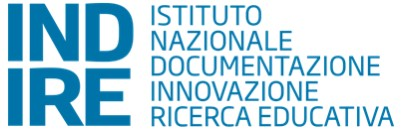 IND
IRE
ISTITUTO
NAZIONALE
DOCUMENTAZIONE
INNOVAZIONE
RICERCA EDUCATIVA